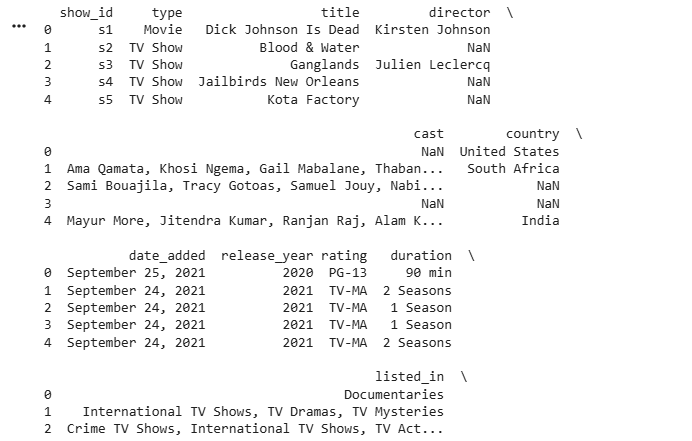 show_id type title director \
0 s1 Movie Dick Johnson Is Dead Kirsten Johnson
1 s2 TV Show Blood & Water NaN
2 s3 TV Show Ganglands Julien Leclercq
3 s4 TV Show Jailbirds New Orleans NaN
4 s5 TV Show Kota Factory NaN
cast country \
0 NaN United States
1 Ama Qamata, Khosi Ngema, Gail Mabalane, Thaban... South Africa
2 Sami Bouajila, Tracy Gotoas, Samuel Jouy, Nabi... NaN
3 NaN NaN
4 Mayur More, Jitendra Kumar, Ranjan Raj, Alam K... India
date_added release_year rating duration \
0 September 25, 2021 2020 PG-13 90 min
1 September 24, 2021 2021 TV-MA 2 Seasons
2 September 24, 2021 2021 TV-MA 1 Season
3 September 24, 2021 2021 TV-MA 1 Season
4 September 24, 2021 2021 TV-MA 2 Seasons
listed_in \
0 Documentaries
1 International TV Shows, TV Dramas, TV Mysteries
2 Crime TV Shows, International TV Shows, TV Act...